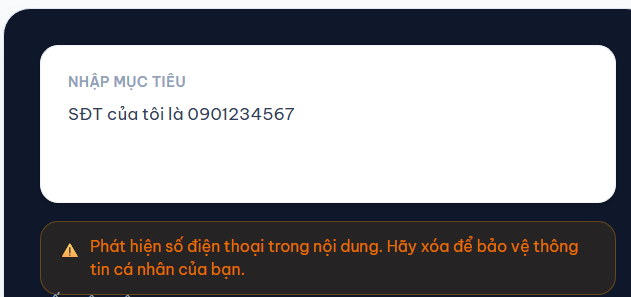 NHẬP MỤC TIÊU
SĐT của tôi là 0901234567
Phát hiện số điện thoại trong nội dung. Hãy xóa để bảo vệ thông
tin cá nhân của bạn.